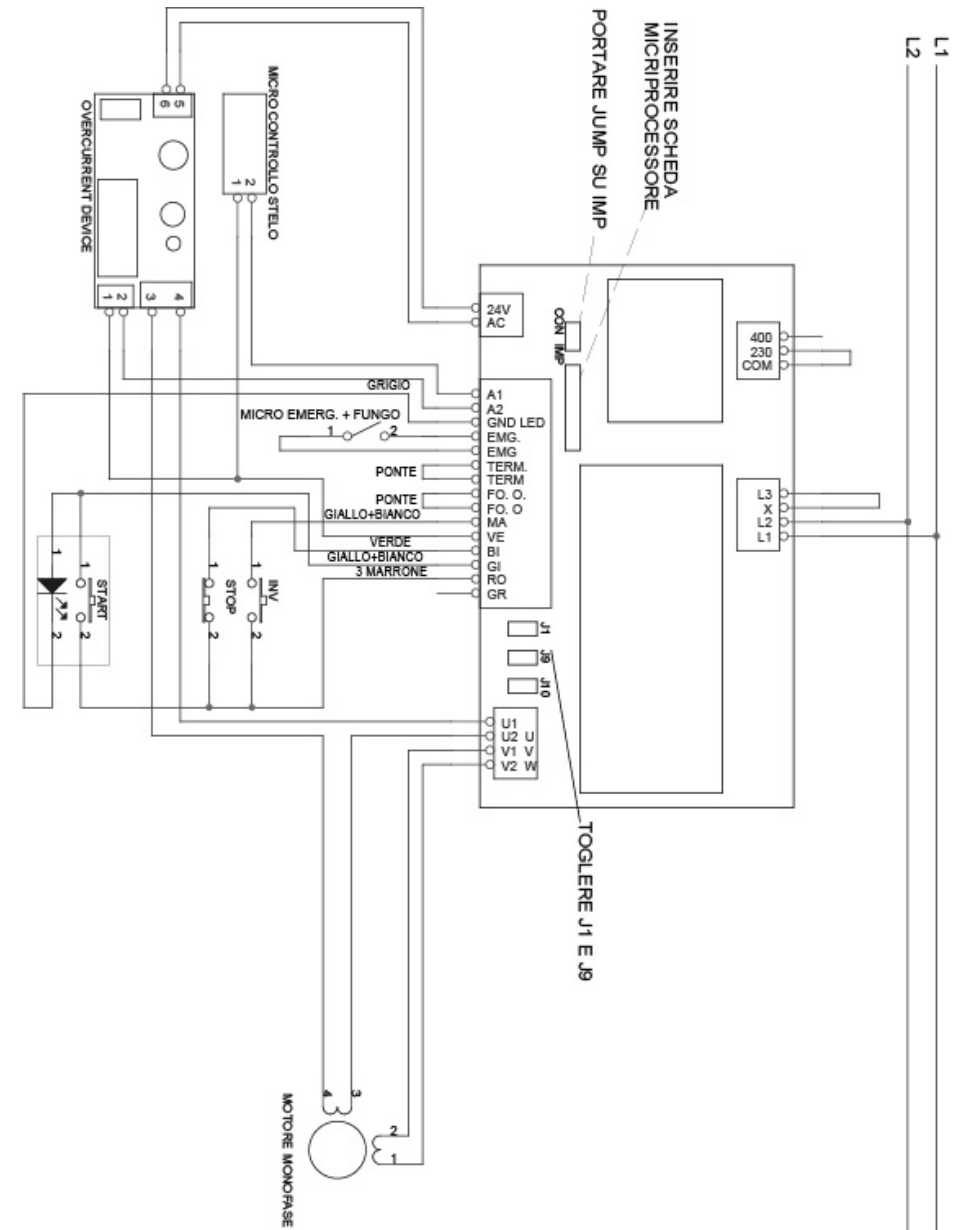 L1
L2
INSERIRE SCHEDA
MICRIPROCESSORE
PORTARE JUMP SU IMP
6 5
OVERCURRENT DEVICE
1 2 3 4
MICRO CONTROLLO STELO
1 2
24V
AC
CON IMP
400
230
COM
A1
A2
GND LED
EMG.
EMG
TERM.
TERM
FO. O.
FO. O
MA
VE
BI
GI
RO
GR
L3
X
L2
L1
GRIGIO
MICRO EMERG. + FUNGO
1 2
PONTE
PONTE
GIALLO+BIANCO
VERDE
GIALLO+BIANCO
3 MARRONE
1 1
START
2 2
1 1
STOP
INV
2 2
J1
J9
J10
U1
U2 U
V1 V
V2 W
TOGLERE J1 E J9
4 3
2
1
MOTORE MONOFASE